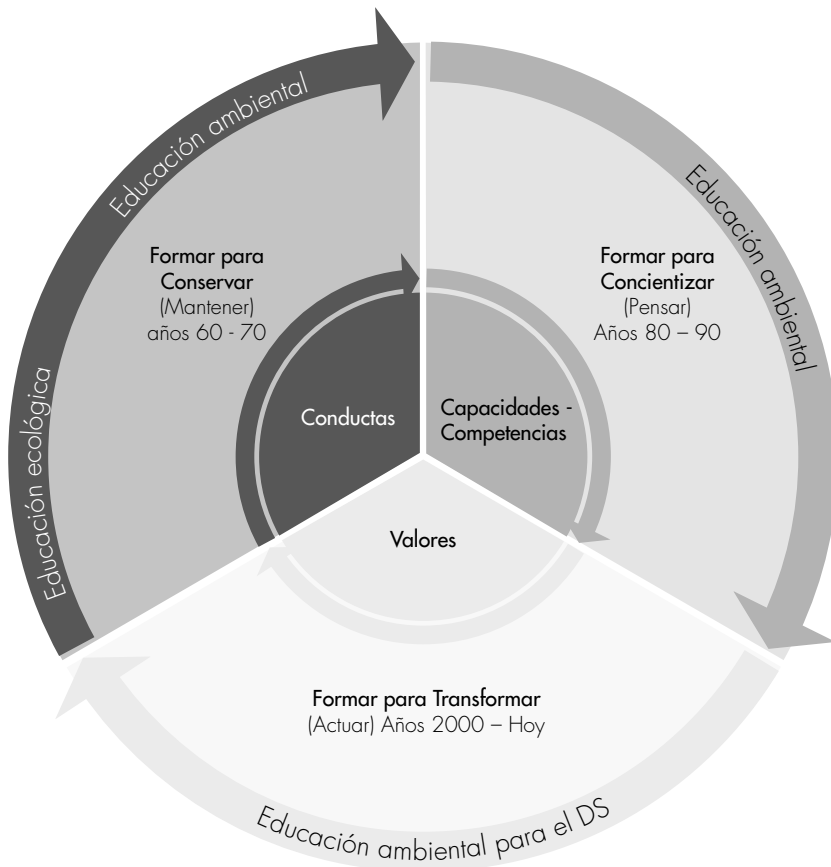 Educación ecológica
Educación ambiental
Formar para
Conservar
(Mantener)
años 60 - 70
Conductas
Educación ambiental
Formar para
Concientizar
(Pensar)
Años 80 – 90
Capacidades -
Competencias
Valores
Formar para Transformar
(Actuar) Años 2000 – Hoy
Educación ambiental para el DS